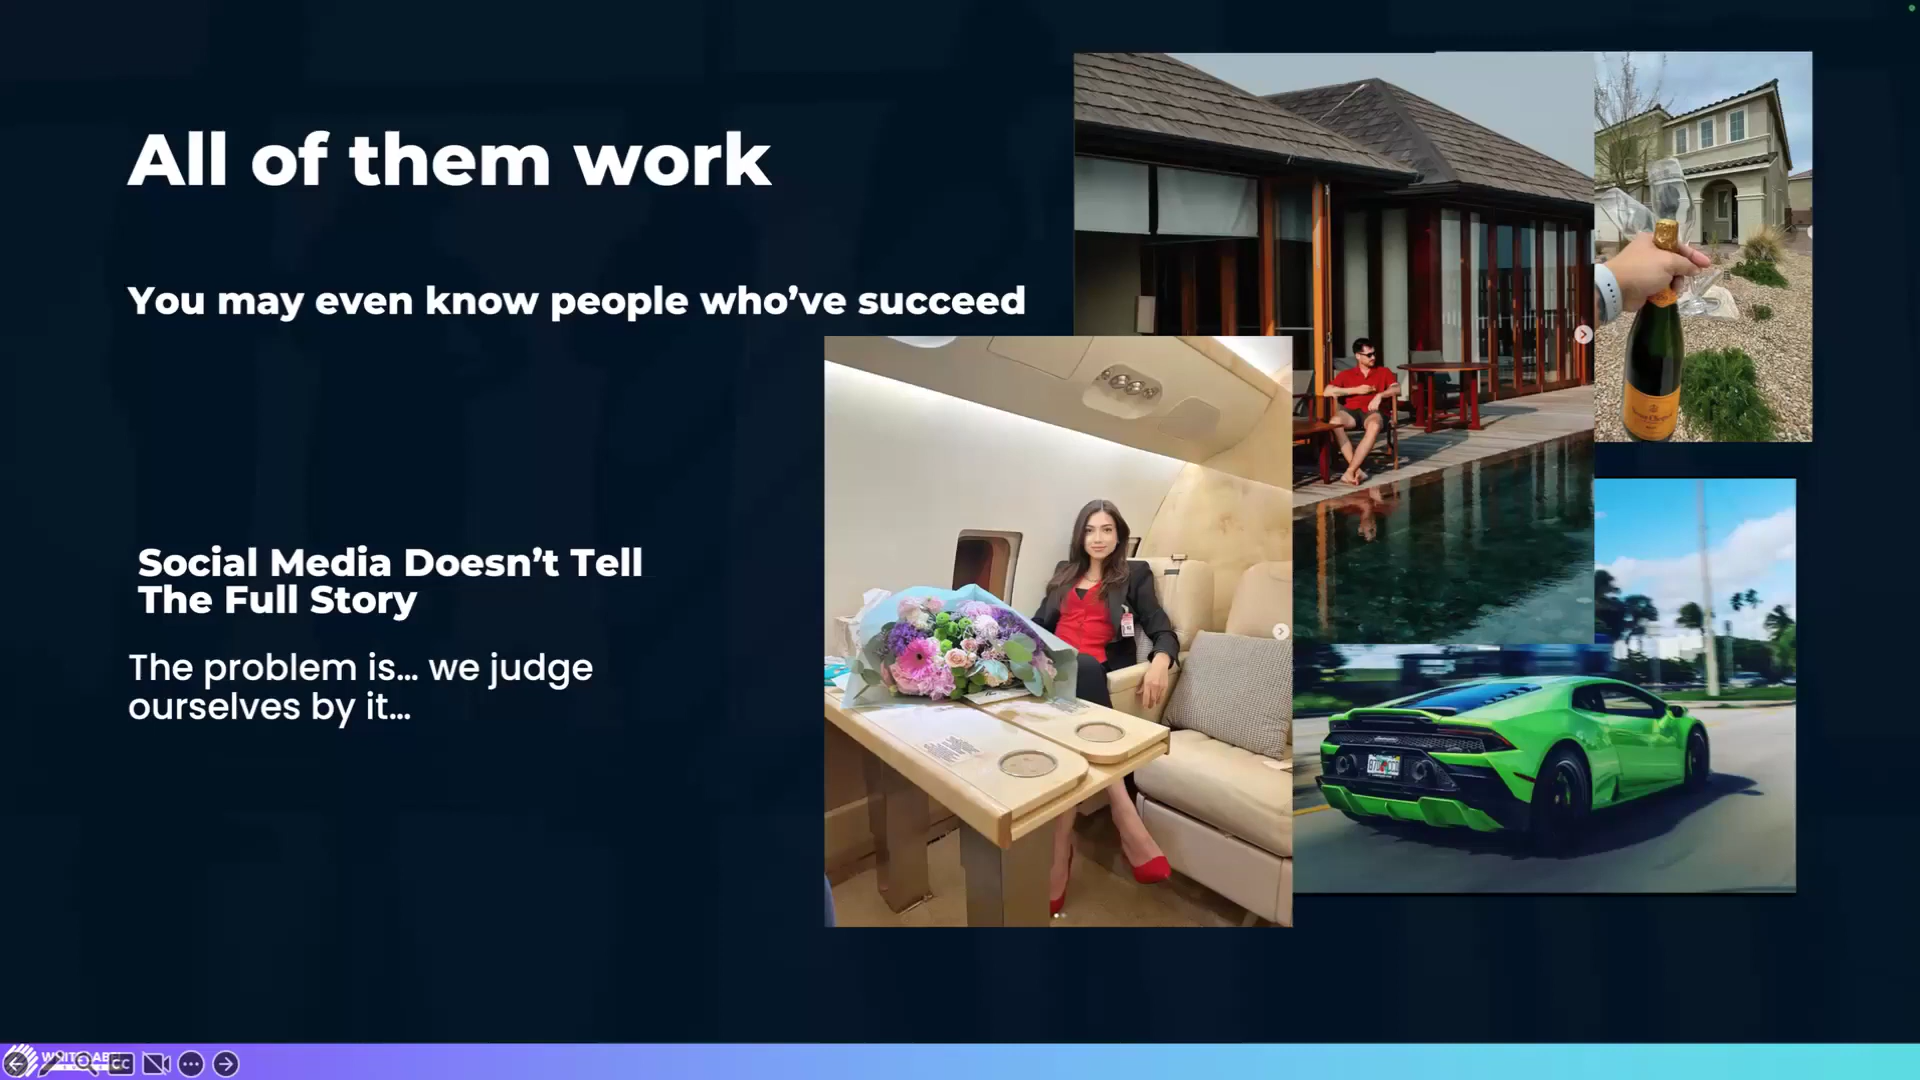 All of them work
You may even know people who’ve succeed
Social Media Doesn’t Tell
The Full Story
The problem is... we judge
ourselves by it...
CC